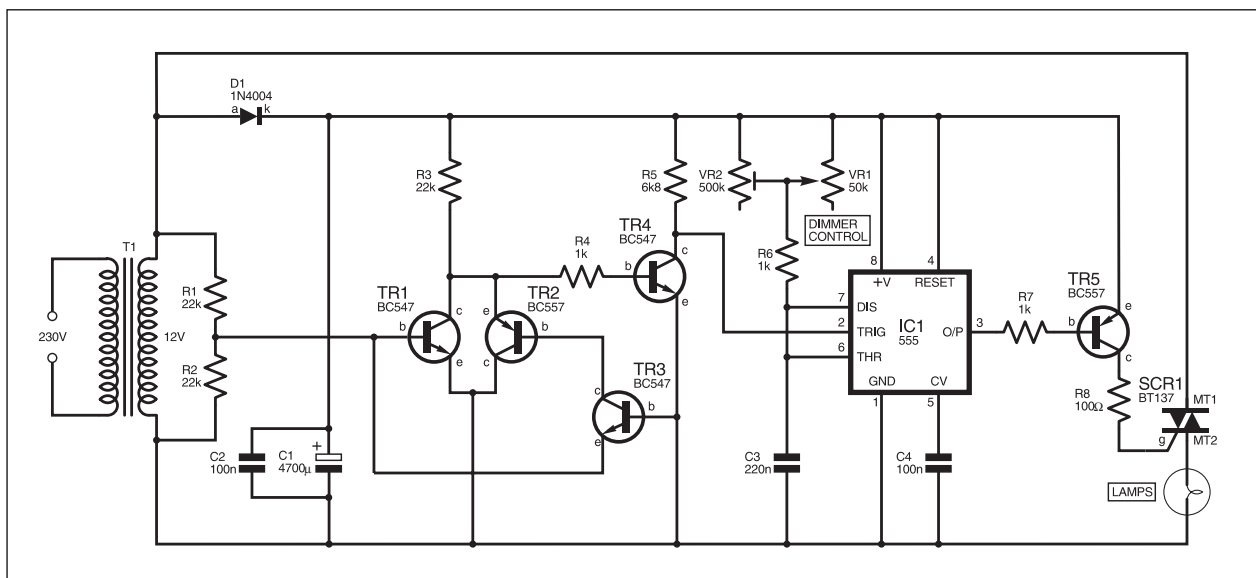 D1
1N4004
a
k
R3
22k
R5
6k8
VR2
500k
VR1
50k
DIMMER
CONTROL
T1
230V
12V
R1
22k
R2
22k
TR1
BC547
b
c
e
TR2
BC557
e
b
c
R4
1k
TR4
BC547
b
c
e
TR3
BC547
c
b
e
R6
1k
8
4
+V
RESET
7
DIS
2
TRIG
6
THR
IC1
555
O/P
3
GND
CV
1
5
R7
1k
TR5
BC557
e
b
c
R8
100Ω
SCR1
BT137
MT1
MT2
g
LAMPS
C2
100n
C1
4700µ
+
C3
220n
C4
100n